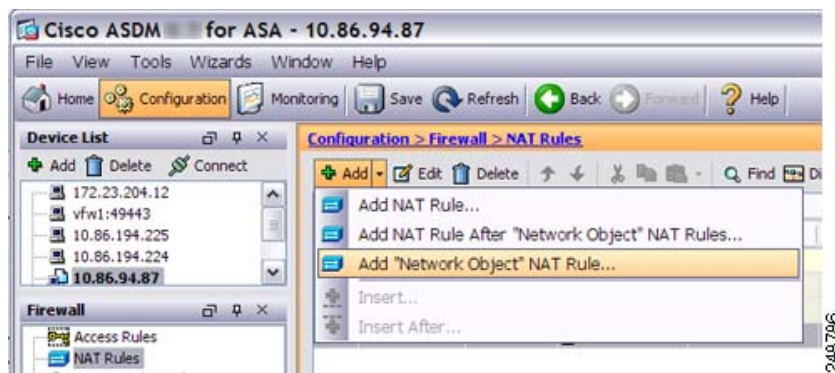 Cisco ASDM for ASA - 10.86.94.87
File View Tools Wizards Window Help
Home Configuration Monitoring Save Refresh Back Forward Help
Device List
Add Delete Connect
172.23.204.12
vfw1:49443
10.86.194.225
10.86.194.224
10.86.94.87
Firewall
Access Rules
NAT Rules
Configuration > Firewall > NAT Rules
Add Edit Delete Find Di
Add NAT Rule...
Add NAT Rule After "Network Object" NAT Rules...
Add "Network Object" NAT Rule...
Insert...
Insert After...
249786